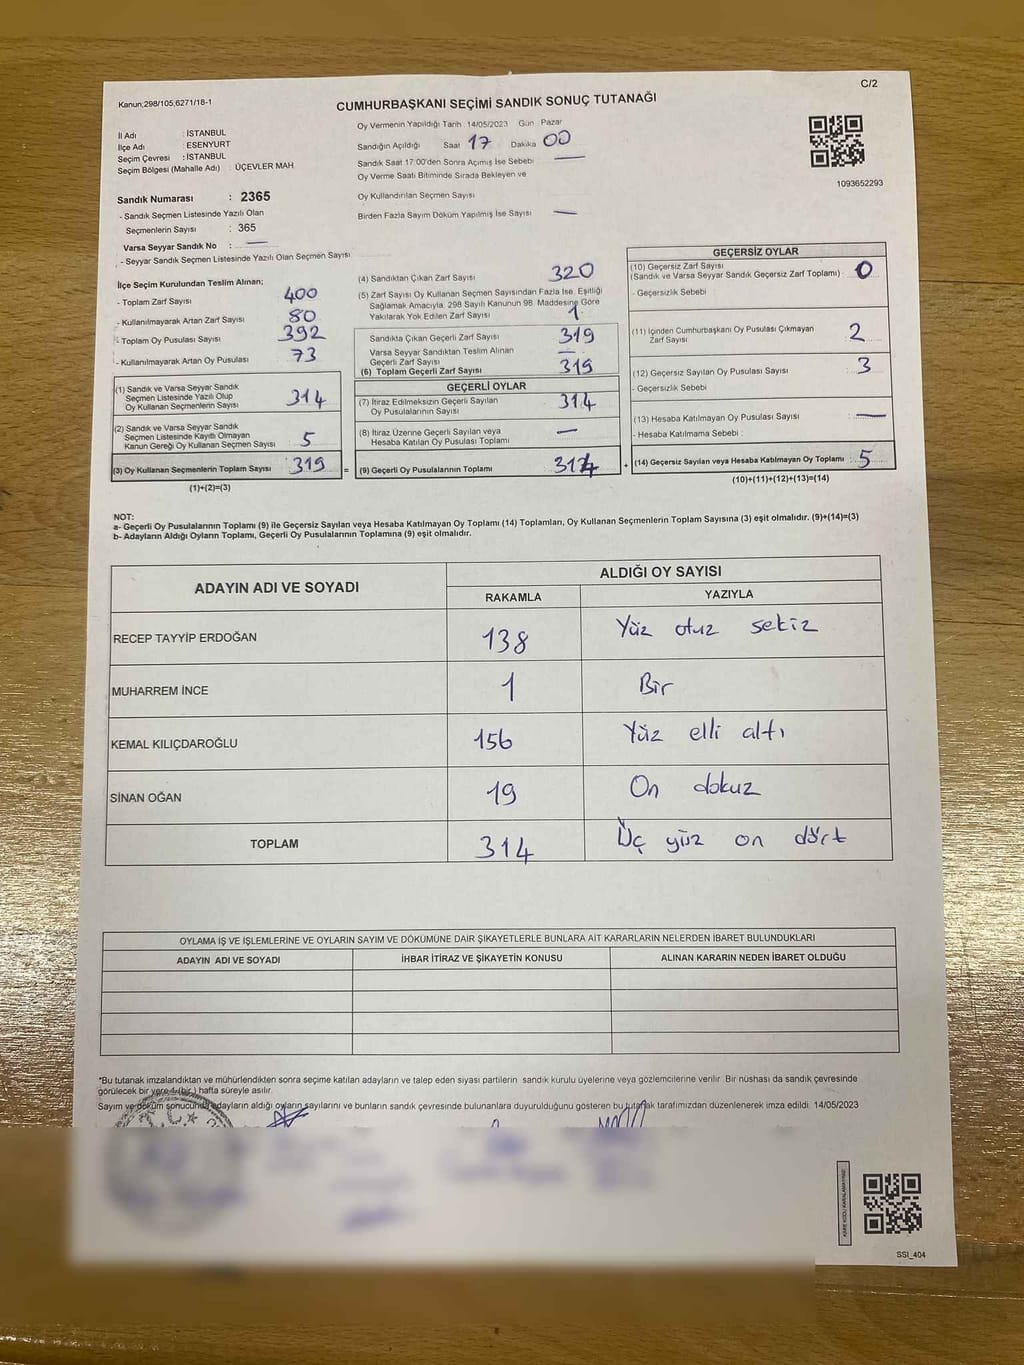 Kanun;298/105,6271/18-1
C/2
CUMHURBAŞKANI SEÇİMİ SANDIK SONUÇ TUTANAĞI
İl Adı : İSTANBUL
İlçe Adı : ESENYURT
Seçim Çevresi : İSTANBUL
Seçim Bölgesi (Mahalle Adı) : ÜÇEVLER MAH
Sandık Numarası : 2365
- Sandık Seçmen Listesinde Yazılı Olan
Seçmenlerin Sayısı : 365
Varsa Seyyar Sandık No : —
- Seyyar Sandık Seçmen Listesinde Yazılı Olan Seçmen Sayısı
Oy Vermenin Yapıldığı Tarih 14/05/2023 Gün Pazar
Sandığın Açıldığı Saat 17 Dakika 00
Sandık Saat 17:00'den Sonra Açımış İse Sebebi —
Oy Verme Saati Bitiminde Sırada Bekleyen ve
Oy Kullandırılan Seçmen Sayısı
Birden Fazla Sayım Döküm Yapılmış İse Sayısı —
1093652293
İlçe Seçim Kurulundan Teslim Alınan;
- Toplam Zarf Sayısı 400
- Kullanılmayarak Artan Zarf Sayısı 80
- Toplam Oy Pusulası Sayısı 392
- Kullanılmayarak Artan Oy Pusulası 73
(1) Sandık ve Varsa Seyyar Sandık
Seçmen Listesinde Yazılı Olup
Oy Kullanan Seçmenlerin Sayısı 314
(2) Sandık ve Varsa Seyyar Sandık
Seçmen Listesinde Kayıtlı Olmayan
Kanun Gereği Oy Kullanan Seçmen Sayısı 5
(3) Oy Kullanan Seçmenlerin Toplam Sayısı 319 =
(1)+(2)=(3)
(4) Sandıktan Çıkan Zarf Sayısı 320
(5) Zarf Sayısı Oy Kullanan Seçmen Sayısından Fazla İse, Eşitliği
Sağlamak Amacıyla, 298 Sayılı Kanunun 98. Maddesine Göre
Yakılarak Yok Edilen Zarf Sayısı 1
Sandıkta Çıkan Geçerli Zarf Sayısı 319
Varsa Seyyar Sandıktan Teslim Alınan
Geçerli Zarf Sayısı —
(6) Toplam Geçerli Zarf Sayısı 319
GEÇERLİ OYLAR
(7) İtiraz Edilmeksizin Geçerli Sayılan
Oy Pusulalarının Sayısı 314
(8) İtiraz Üzerine Geçerli Sayılan veya
Hesaba Katılan Oy Pusulası Toplamı —
(9) Geçerli Oy Pusulalarının Toplamı 314 +
GEÇERSİZ OYLAR
(10) Geçersiz Zarf Sayısı
(Sandık ve Varsa Seyyar Sandık Geçersiz Zarf Toplamı) 0
- Geçersizlik Sebebi
(11) İçinden Cumhurbaşkanı Oy Pusulası Çıkmayan
Zarf Sayısı 2
(12) Geçersiz Sayılan Oy Pusulası Sayısı 3
- Geçersizlik Sebebi
(13) Hesaba Katılmayan Oy Pusulası Sayısı —
- Hesaba Katılmama Sebebi :
(14) Geçersiz Sayılan veya Hesaba Katılmayan Oy Toplamı : 5
(10)+(11)+(12)+(13)=(14)
NOT:
a- Geçerli Oy Pusulalarının Toplamı (9) ile Geçersiz Sayılan veya Hesaba Katılmayan Oy Toplamı (14) Toplamları, Oy Kullanan Seçmenlerin Toplam Sayısına (3) eşit olmalıdır. (9)+(14)=(3)
b- Adayların Aldığı Oyların Toplamı, Geçerli Oy Pusulalarının Toplamına (9) eşit olmalıdır.
ADAYIN ADI VE SOYADI ALDIĞI OY SAYISI
RAKAMLA YAZIYLA
RECEP TAYYİP ERDOĞAN 138 Yüz otuz sekiz
MUHARREM İNCE 1 Bir
KEMAL KILIÇDAROĞLU 156 Yüz elli altı
SİNAN OĞAN 19 On dokuz
TOPLAM 314 Üç yüz on dört
OYLAMA İŞ VE İŞLEMLERİNE VE OYLARIN SAYIM VE DÖKÜMÜNE DAİR ŞİKAYETLERLE BUNLARA AİT KARARLARIN NELERDEN İBARET BULUNDUKLARI
ADAYIN ADI VE SOYADI İHBAR İTİRAZ VE ŞİKAYETİN KONUSU ALINAN KARARIN NEDEN İBARET OLDUĞU
*Bu tutanak imzalandıktan ve mühürlendikten sonra seçime katılan adayların ve talep eden siyasi partilerin sandık kurulu üyelerine veya gözlemcilerine verilir. Bir nüshası da sandık çevresinde
görülecek bir yere 1 (bir) hafta süreyle asılır.
Sayım ve döküm sonucunda adayların aldığı oyların sayılarını ve bunların sandık çevresinde bulunanlara duyurulduğunu gösteren bu tutanak tarafımızdan düzenlenerek imza edildi. 14/05/2023
SSI_404